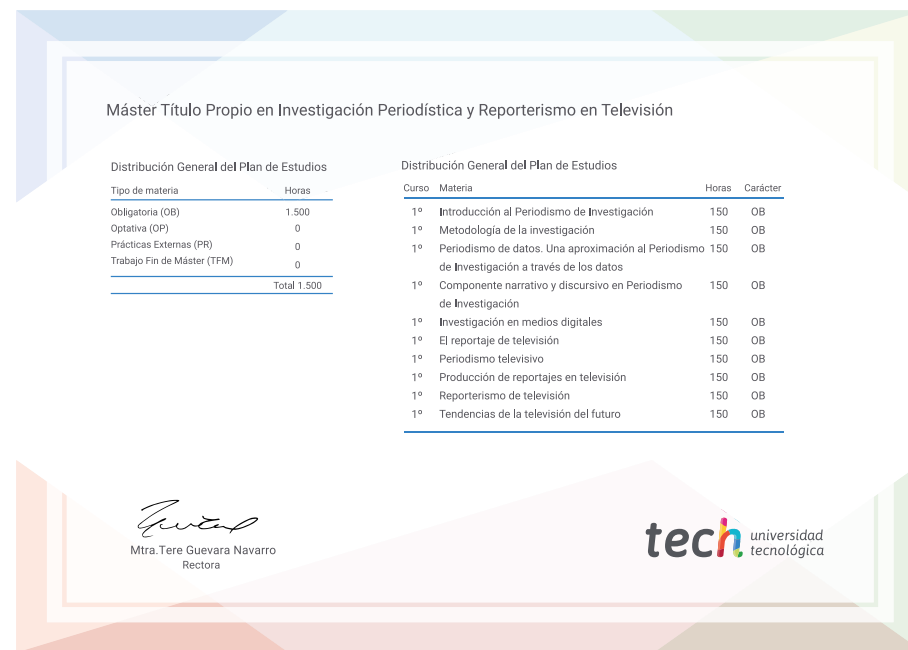 Máster Título Propio en Investigación Periodística y Reporterismo en Televisión
Distribución General del Plan de Estudios
Tipo de materia Horas
Obligatoria (OB) 1.500
Optativa (OP) 0
Prácticas Externas (PR) 0
Trabajo Fin de Máster (TFM) 0
Total 1.500
Distribución General del Plan de Estudios
Curso Materia Horas Carácter
1º Introducción al Periodismo de Investigación 150 OB
1º Metodología de la investigación 150 OB
1º Periodismo de datos. Una aproximación al Periodismo 150 OB
de Investigación a través de los datos
1º Componente narrativo y discursivo en Periodismo 150 OB
de Investigación
1º Investigación en medios digitales 150 OB
1º El reportaje de televisión 150 OB
1º Periodismo televisivo 150 OB
1º Producción de reportajes en televisión 150 OB
1º Reporterismo de televisión 150 OB
1º Tendencias de la televisión del futuro 150 OB
Mtra.Tere Guevara Navarro
Rectora
tech universidad
tecnológica